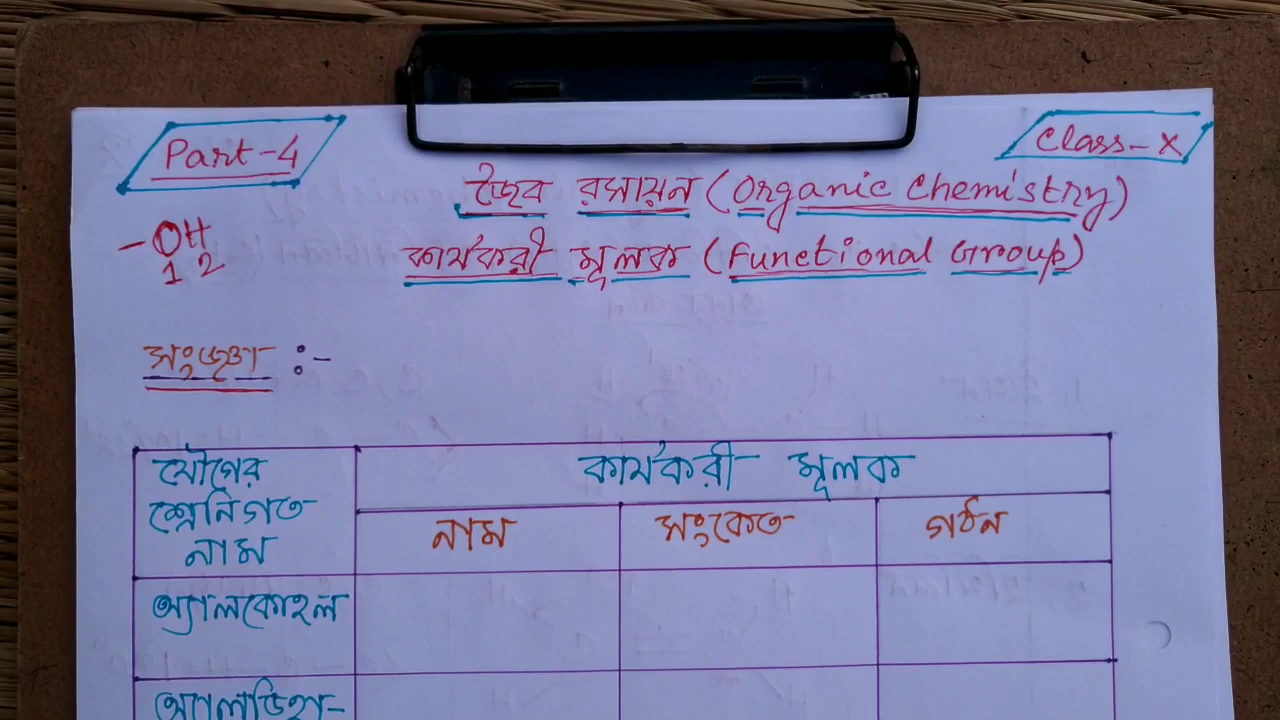 Part-4
Class-X
জৈব রসায়ন (Organic Chemistry)
-OH
1 2
কার্যকরী মূলক (Functional Group)
সংজ্ঞা :-
যৌগের
শ্রেনিগত
নাম
কার্যকরী মূলক
নাম
সংকেত
গঠন
অ্যালকোহল
অ্যালডিহা-